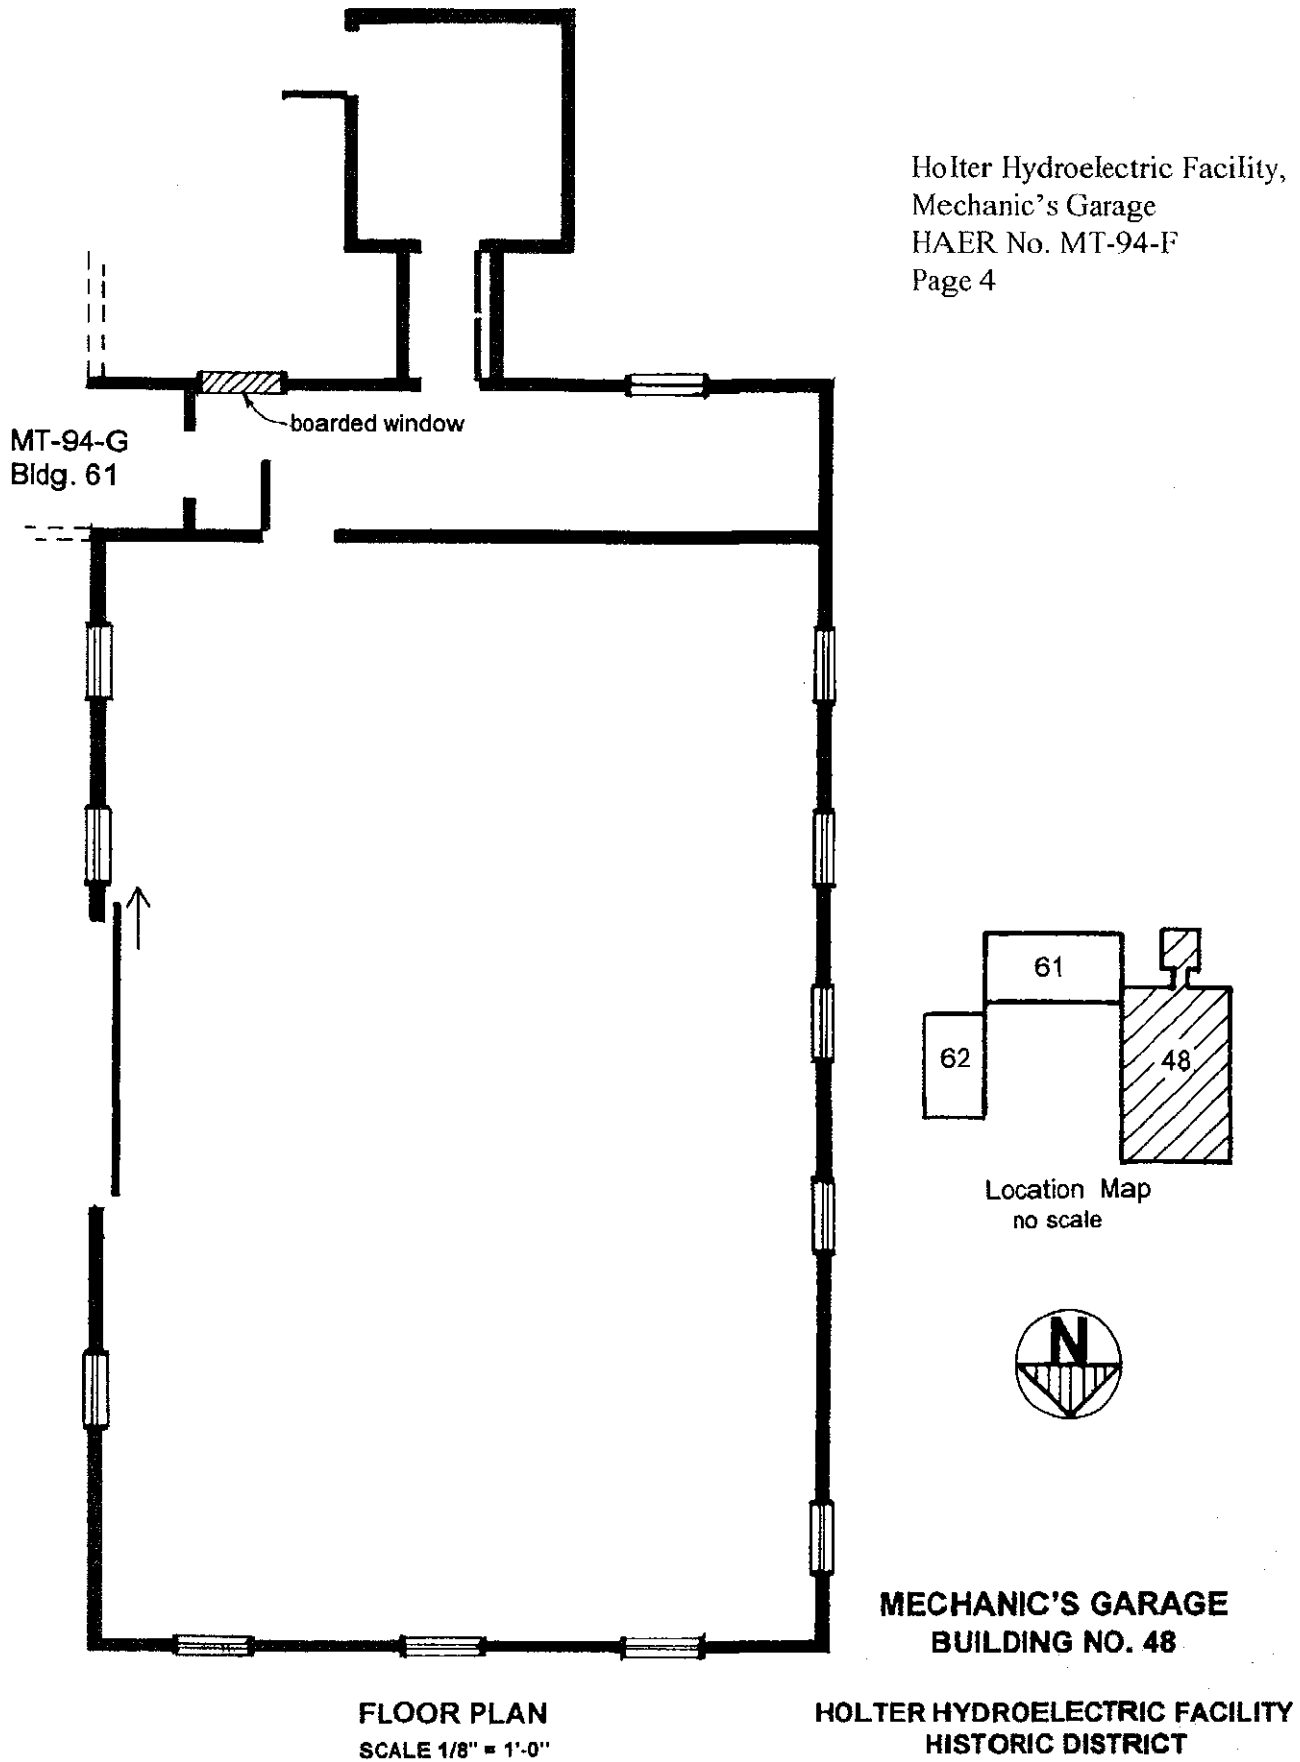 Holter Hydroelectric Facility,
Mechanic's Garage
HAER No. MT-94-F
Page 4
boarded window
MT-94-G
Bldg. 61
61
62
48
Location Map
no scale
N
MECHANIC'S GARAGE
BUILDING NO. 48
FLOOR PLAN
SCALE 1/8" = 1'-0"
HOLTER HYDROELECTRIC FACILITY
HISTORIC DISTRICT